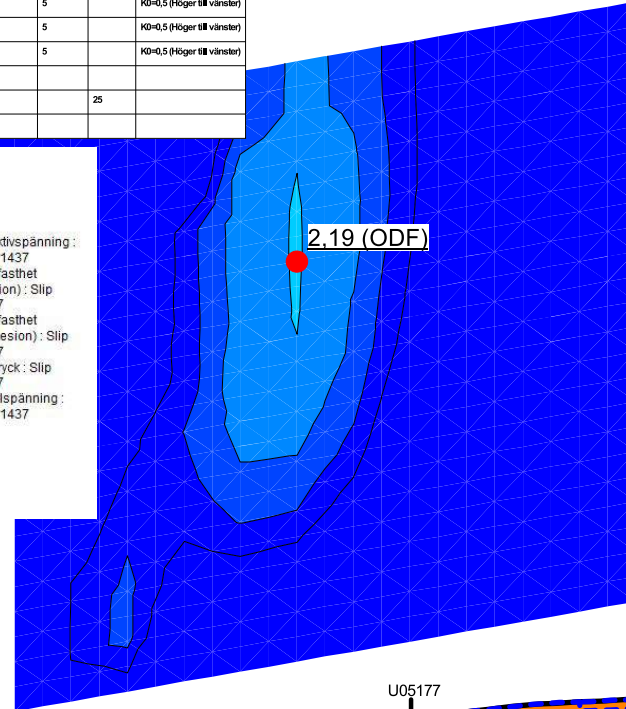 5 K0=0,5 (Höger till vänster)
5 K0=0,5 (Höger till vänster)
5 K0=0,5 (Höger till vänster)
25
2,19 (ODF)
ktivspänning :
1437
fasthet
ion) : Slip
7
fasthet
esion) : Slip
7
ryck : Slip
7
lspänning :
1437
U05177